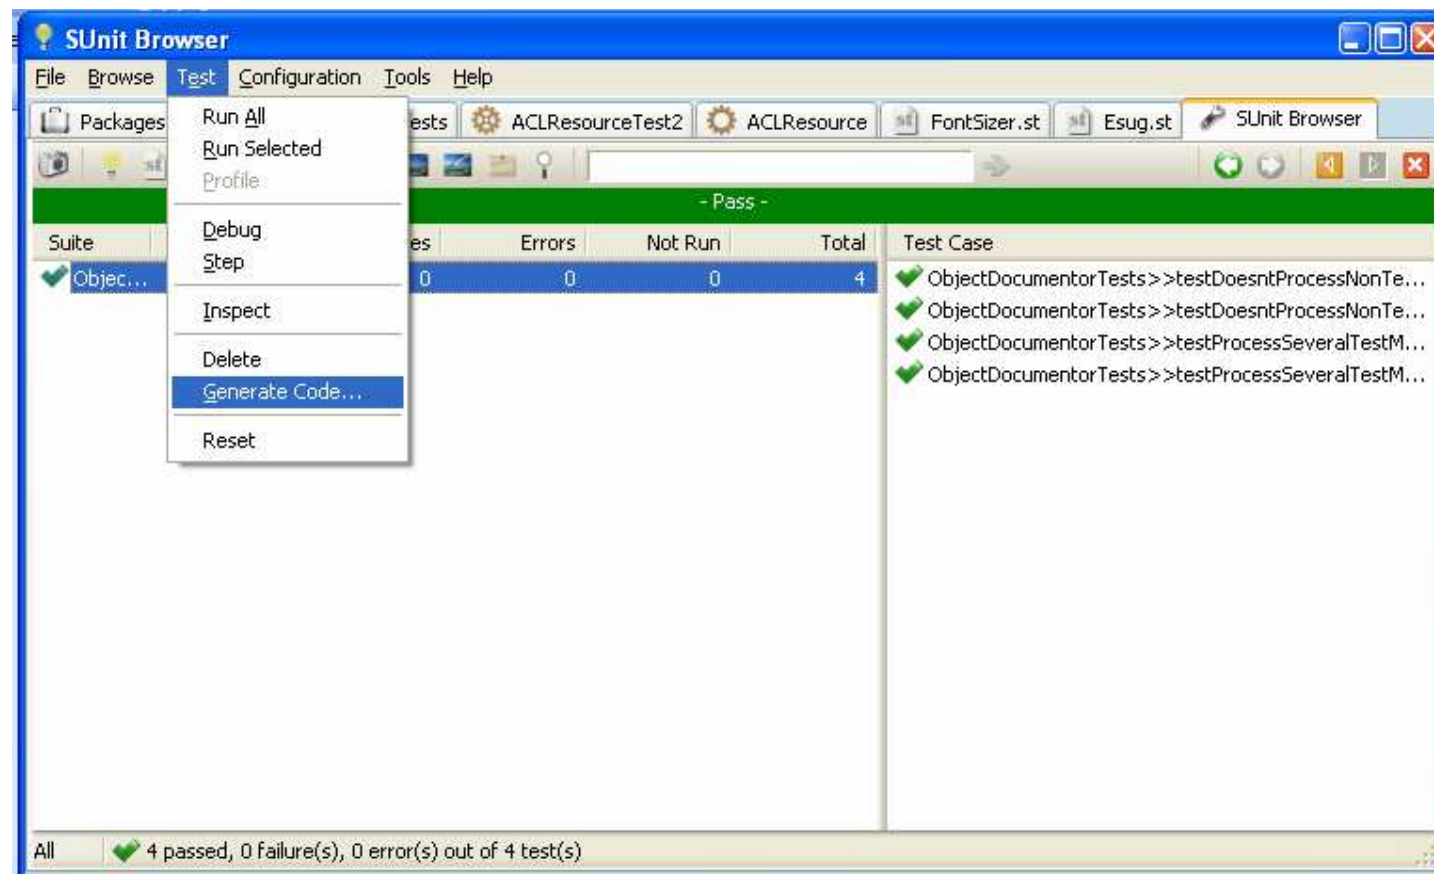 SUnit Browser
File Browse Test Configuration Tools Help
Packages ests ACLResourceTest2 ACLResource FontSizer.st Esug.st SUnit Browser
- Pass -
Suite es Errors Not Run Total Test Case
Objec... 0 0 0 4
ObjectDocumentorTests>>testDoesntProcessNonTe...
ObjectDocumentorTests>>testDoesntProcessNonTe...
ObjectDocumentorTests>>testProcessSeveralTestM...
ObjectDocumentorTests>>testProcessSeveralTestM...
Run All
Run Selected
Profile
Debug
Step
Inspect
Delete
Generate Code...
Reset
All 4 passed, 0 failure(s), 0 error(s) out of 4 test(s)